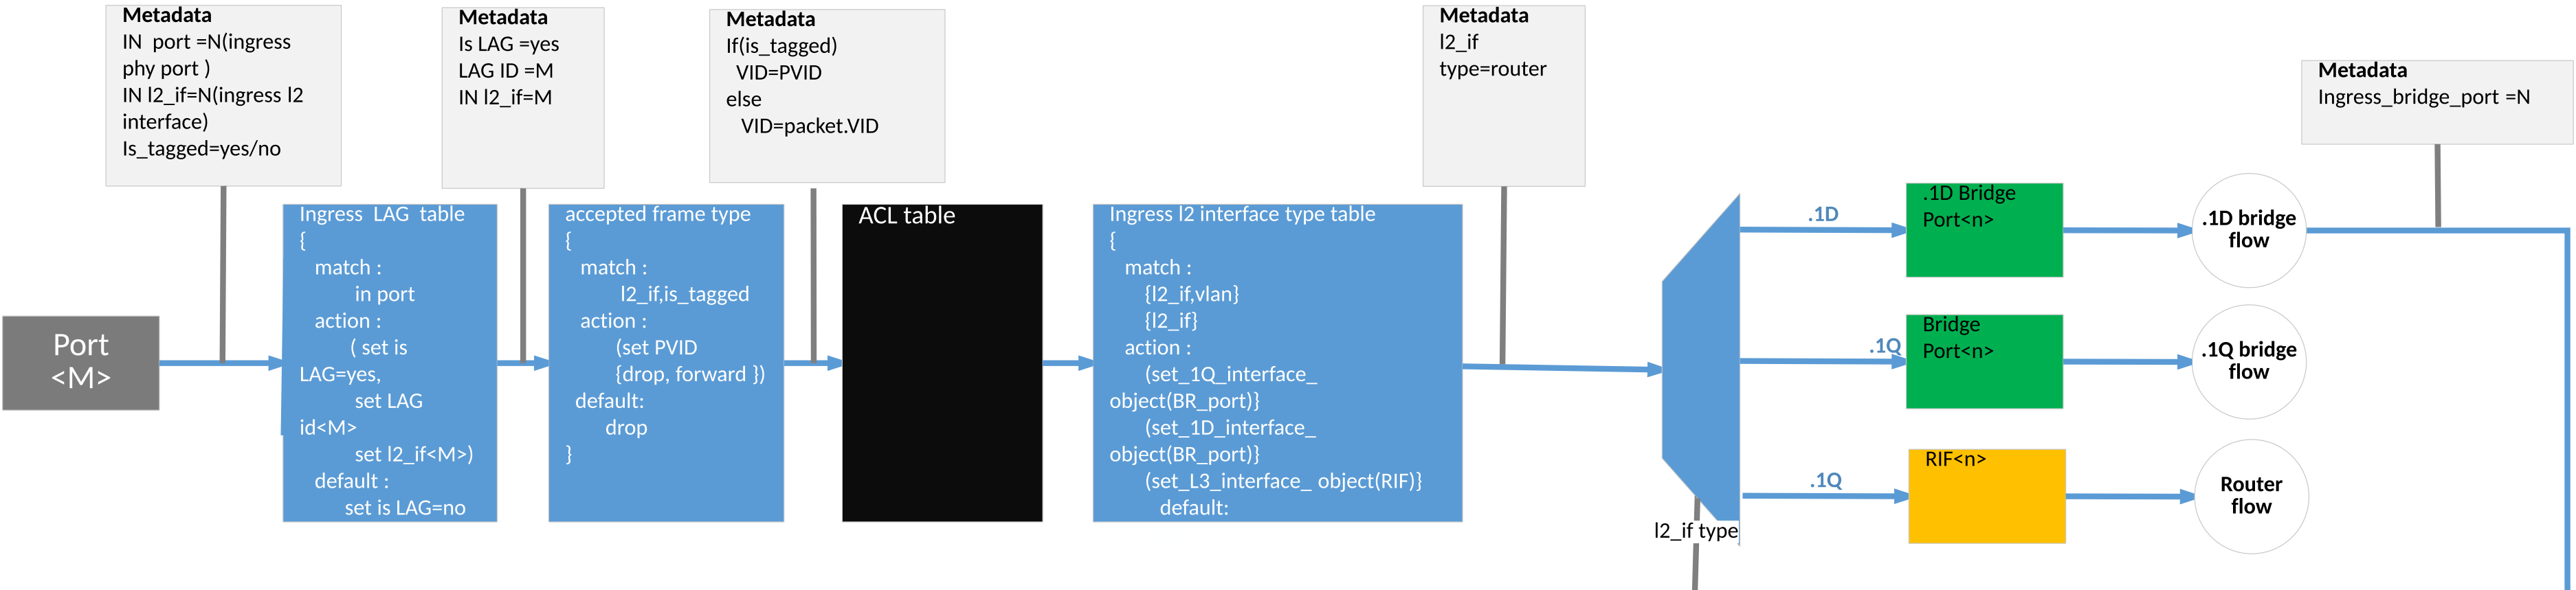 Metadata
IN  port =N(ingress
phy port )
IN l2_if=N(ingress l2
interface)
Is_tagged=yes/no
Metadata
Is LAG =yes
LAG ID =M
IN l2_if=M
Metadata
If(is_tagged)
VID=PVID
else
VID=packet.VID
Metadata
l2_if
type=router
Metadata
Ingress_bridge_port =N
Port
<M>
Ingress  LAG  table
{
match :
in port
action :
( set is
LAG=yes,
set LAG
id<M>
set l2_if<M>)
default :
set is LAG=no
accepted frame type
{
match :
l2_if,is_tagged
action :
(set PVID
{drop, forward })
default:
drop
}
ACL table
Ingress l2 interface type table
{
match :
{l2_if,vlan}
{l2_if}
action :
(set_1Q_interface_
object(BR_port)}
(set_1D_interface_
object(BR_port)}
(set_L3_interface_ object(RIF)}
default:
l2_if type
.1D
.1D Bridge
Port<n>
.1D bridge
flow
.1Q
Bridge
Port<n>
.1Q bridge
flow
.1Q
RIF<n>
Router
flow